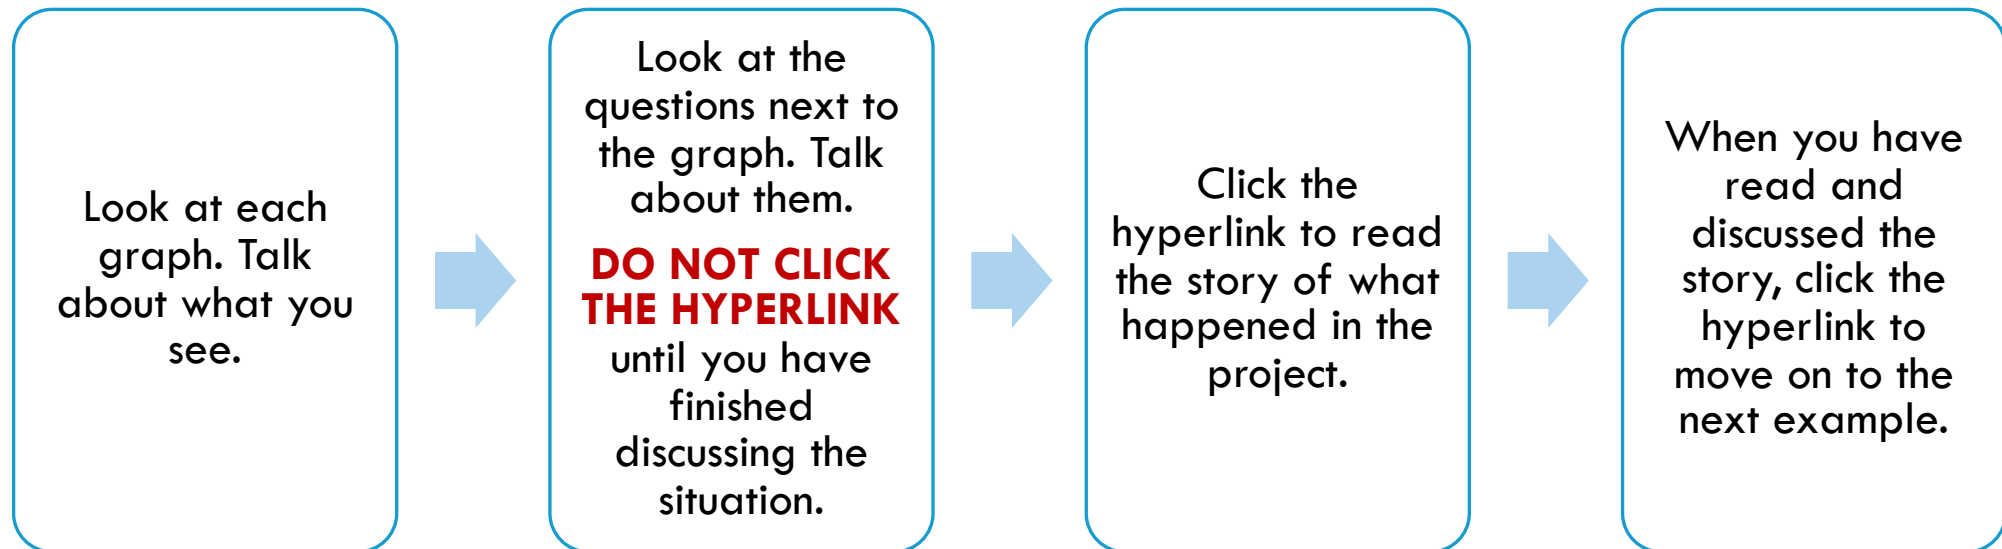 Look at each
graph. Talk
about what you
see.
Look at the
questions next to
the graph. Talk
about them.
DO NOT CLICK
THE HYPERLINK
until you have
finished
discussing the
situation.
Click the
hyperlink to read
the story of what
happened in the
project.
When you have
read and
discussed the
story, click the
hyperlink to
move on to the
next example.